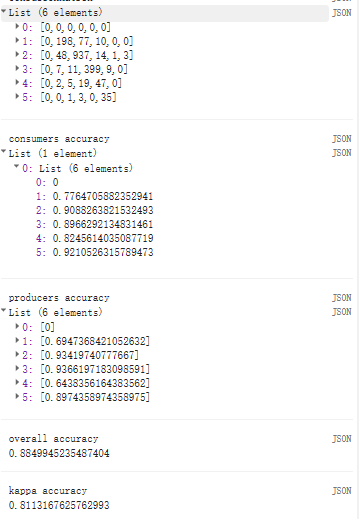 List (6 elements) JSON
0: [0,0,0,0,0,0]
1: [0,198,77,10,0,0]
2: [0,48,937,14,1,3]
3: [0,7,11,399,9,0]
4: [0,2,5,19,47,0]
5: [0,0,1,3,0,35]
consumers accuracy JSON
List (1 element) JSON
0: List (6 elements)
0: 0
1: 0.7764705882352941
2: 0.9088263821532493
3: 0.8966292134831461
4: 0.8245614035087719
5: 0.9210526315789473
producers accuracy JSON
List (6 elements) JSON
0: [0]
1: [0.6947368421052632]
2: [0.93419740777667]
3: [0.9366197183098591]
4: [0.6438356164383562]
5: [0.8974358974358975]
overall accuracy JSON
0.8849945235487404
kappa accuracy JSON
0.8113167625762993